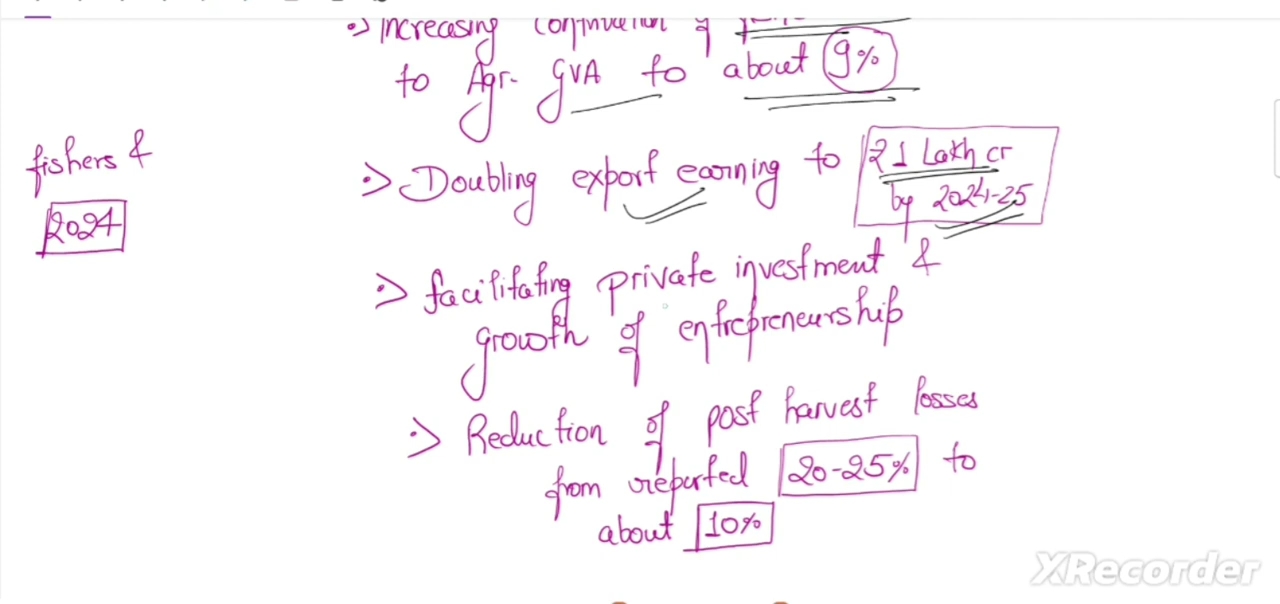 •> Increasing contribution of
to Agr. GVA to about 9%
fishers &
2024
•> Doubling export earning to ₹1 Lakh cr
by 2024-25
•> facilitating private investment &
growth of entrepreneurship
•> Reduction of post harvest losses
from reported 20-25% to
about 10%
XRecorder